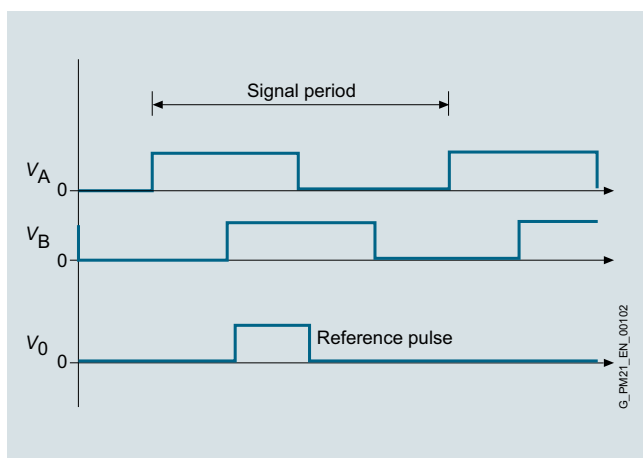 Signal period
VA
0
VB
0
V0
0
Reference pulse
G_PM21_EN_00102